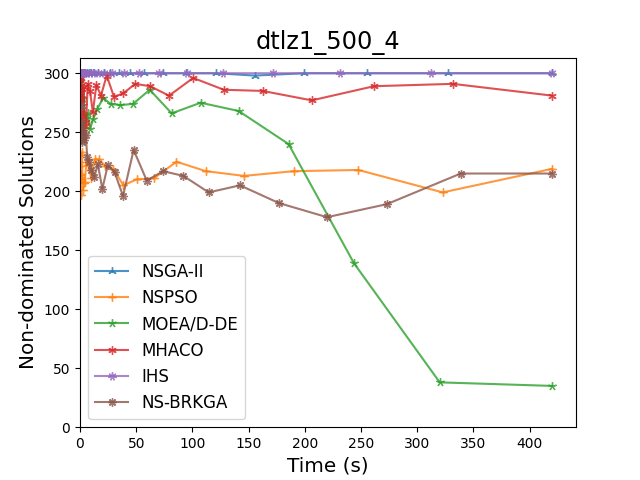 dtlz1_500_4
Non-dominated Solutions
300
250
200
150
100
50
0
NSGA-II
NSPSO
MOEA/D-DE
MHACO
IHS
NS-BRKGA
0 50 100 150 200 250 300 350 400
Time (s)